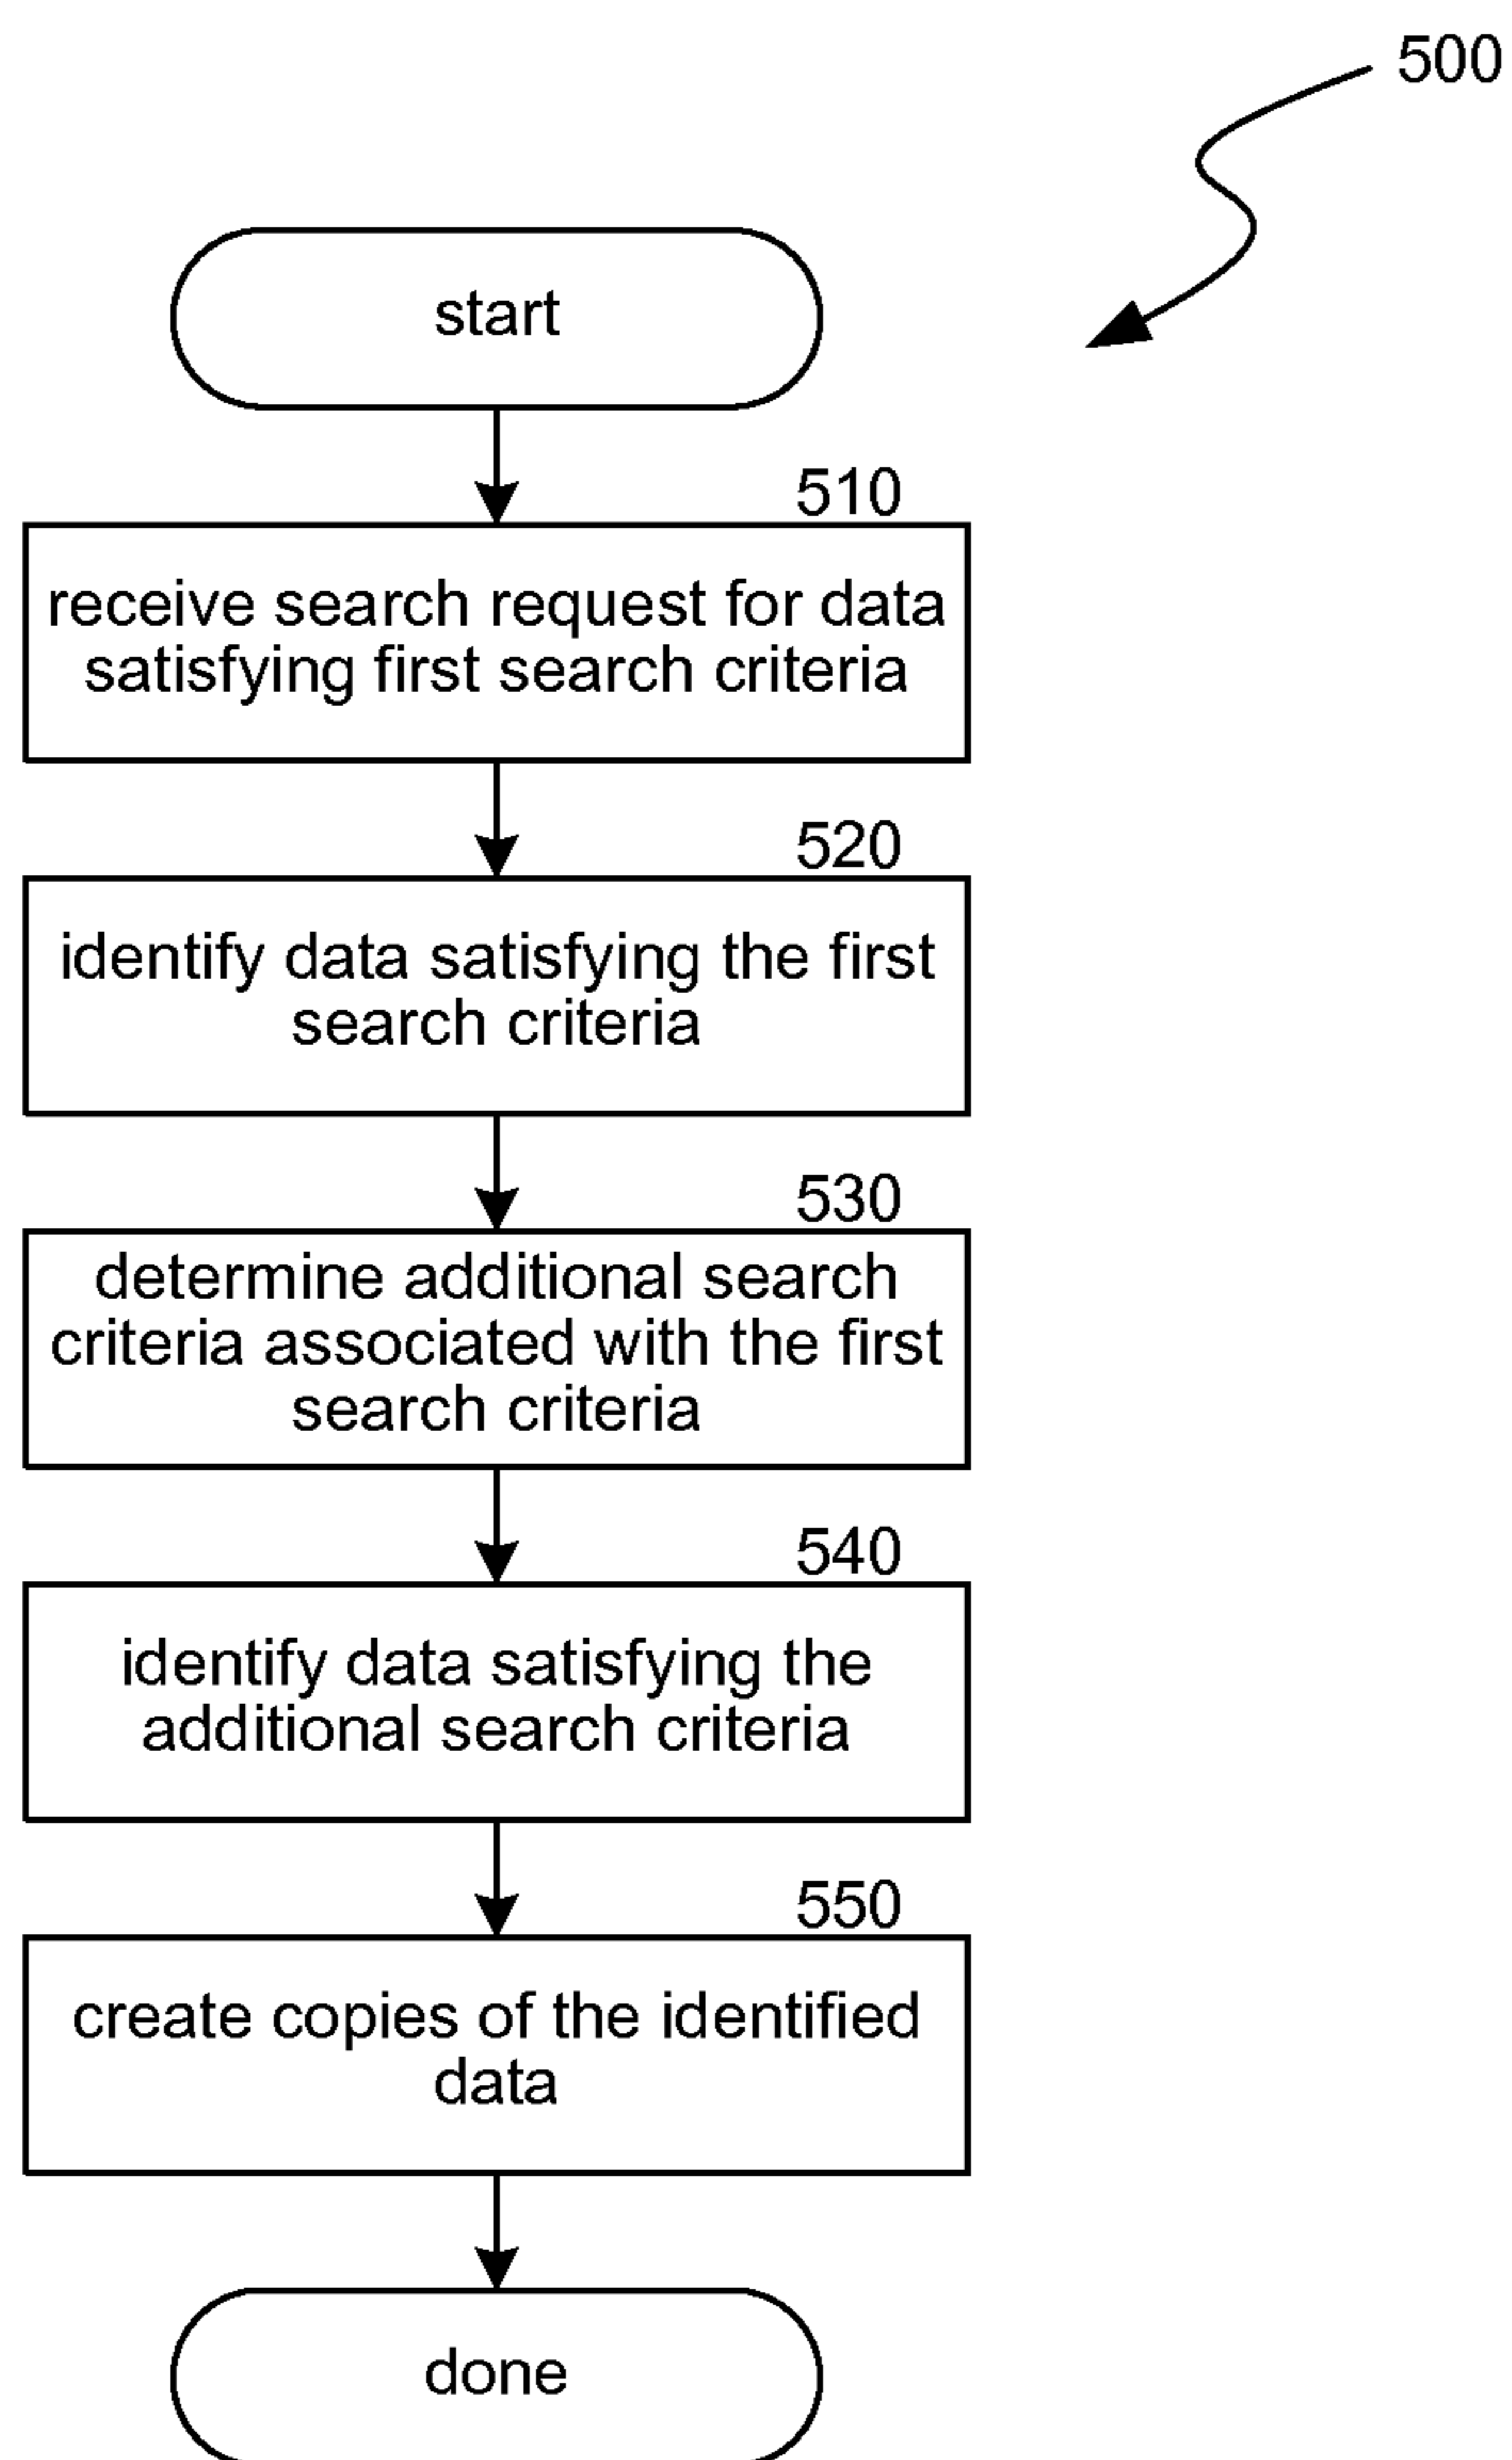 500
start
510
receive search request for data
satisfying first search criteria
520
identify data satisfying the first
search criteria
530
determine additional search
criteria associated with the first
search criteria
540
identify data satisfying the
additional search criteria
550
create copies of the identified
data
done